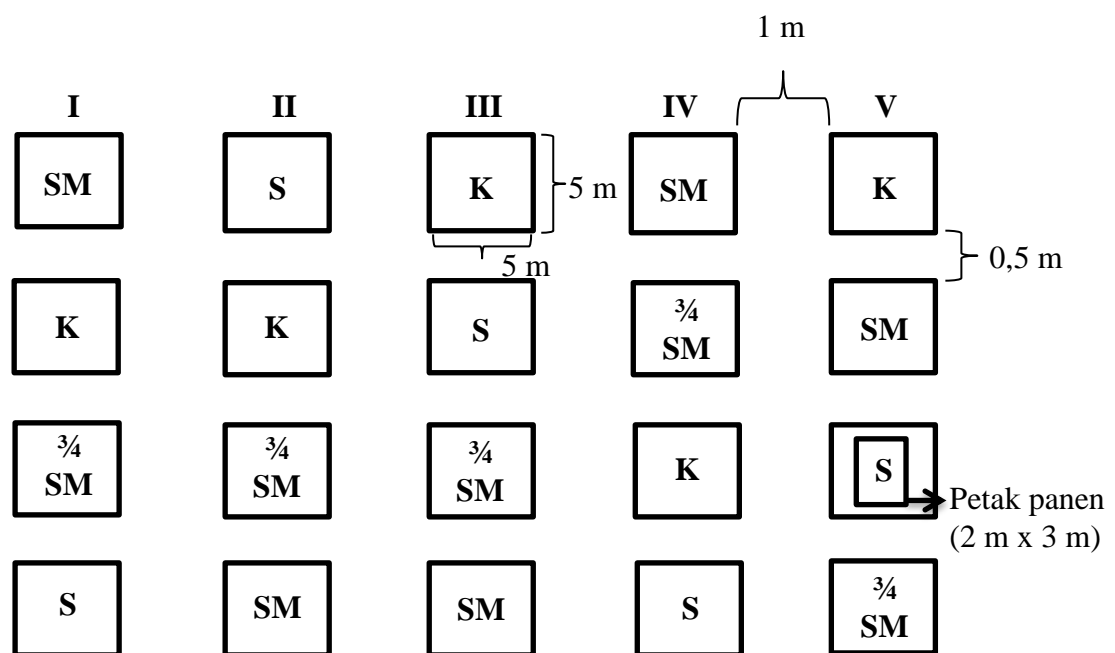 1 m
I II III IV V
SM S K SM K
5 m
5 m
0,5 m
K K S ¾ SM SM
¾ SM ¾ SM ¾ SM K S
Petak panen
(2 m x 3 m)
S SM SM S ¾ SM